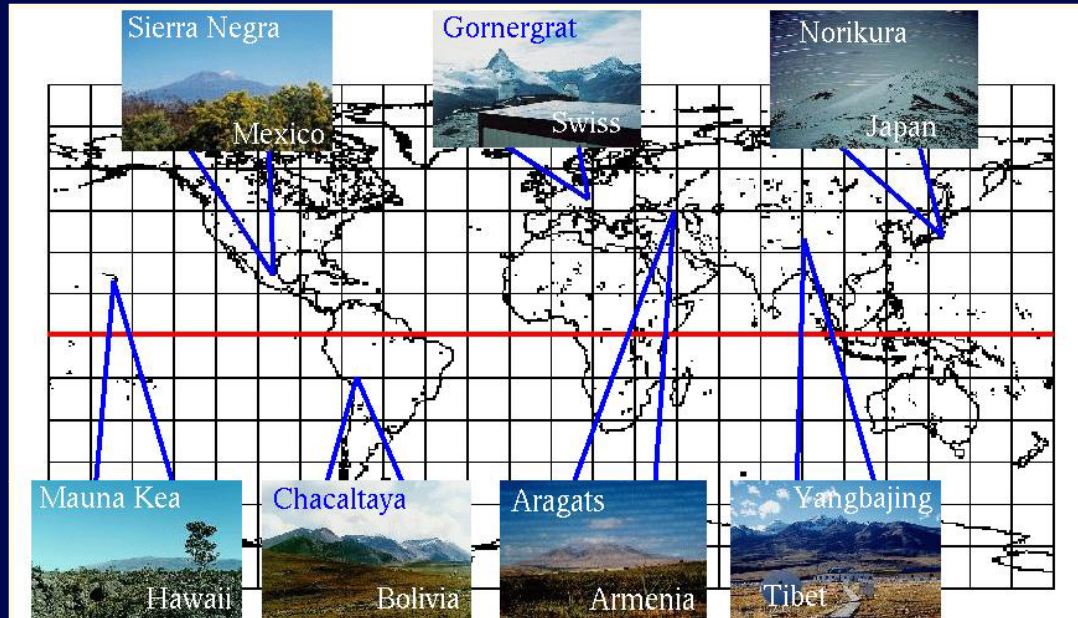 Sierra Negra
Mexico
Gornergrat
Swiss
Norikura
Japan
Mauna Kea
Hawaii
Chacaltaya
Bolivia
Aragats
Armenia
Yangbajing
Tibet